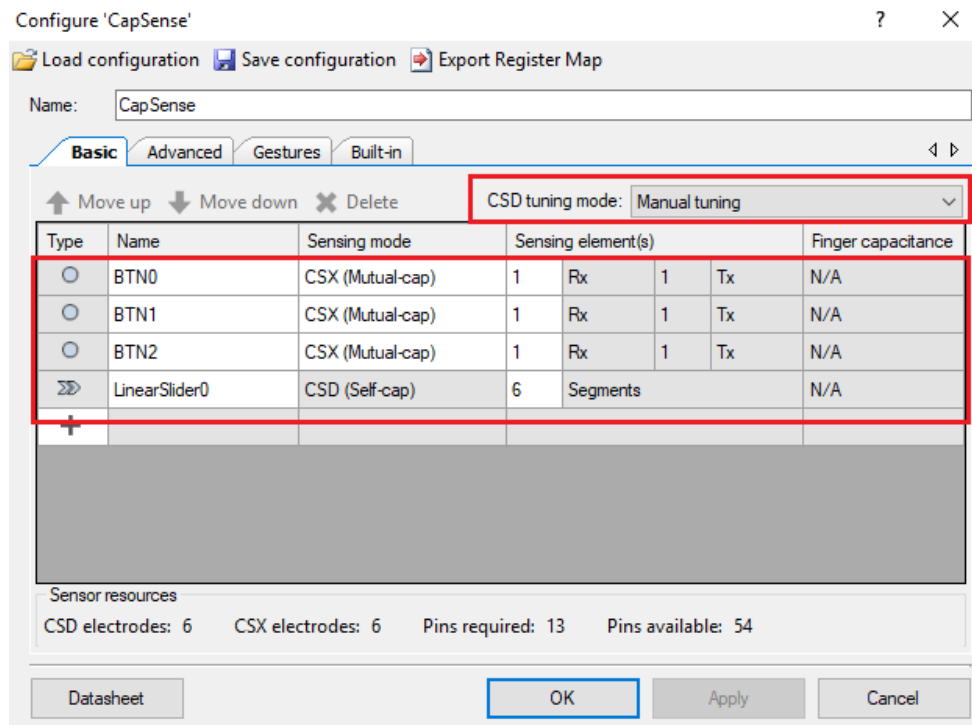 Configure 'CapSense' ?
Load configuration Save configuration Export Register Map
Name: CapSense
Basic Advanced Gestures Built-in
Move up Move down Delete CSD tuning mode: Manual tuning
Type Name Sensing mode Sensing element(s) Finger capacitance
BTN0 CSX (Mutual-cap) 1 Rx 1 Tx N/A
BTN1 CSX (Mutual-cap) 1 Rx 1 Tx N/A
BTN2 CSX (Mutual-cap) 1 Rx 1 Tx N/A
LinearSlider0 CSD (Self-cap) 6 Segments N/A
Sensor resources
CSD electrodes: 6 CSX electrodes: 6 Pins required: 13 Pins available: 54
Datasheet OK Apply Cancel